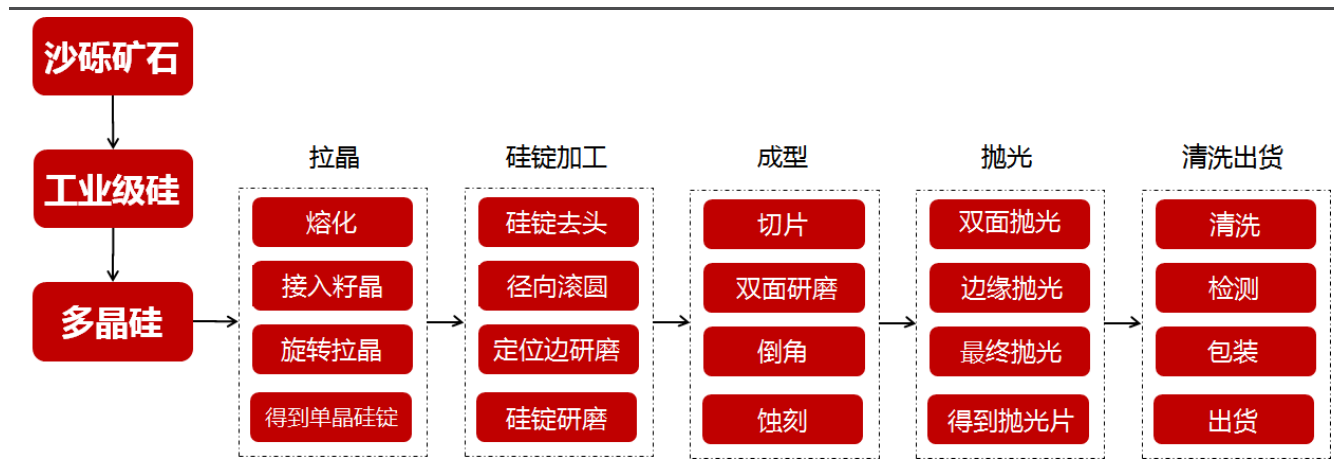 沙砾矿石
工业级硅
多晶硅
拉晶
熔化
接入籽晶
旋转拉晶
得到单晶硅锭
硅锭加工
硅锭去头
径向滚圆
定位边研磨
硅锭研磨
成型
切片
双面研磨
倒角
蚀刻
抛光
双面抛光
边缘抛光
最终抛光
得到抛光片
清洗出货
清洗
检测
包装
出货